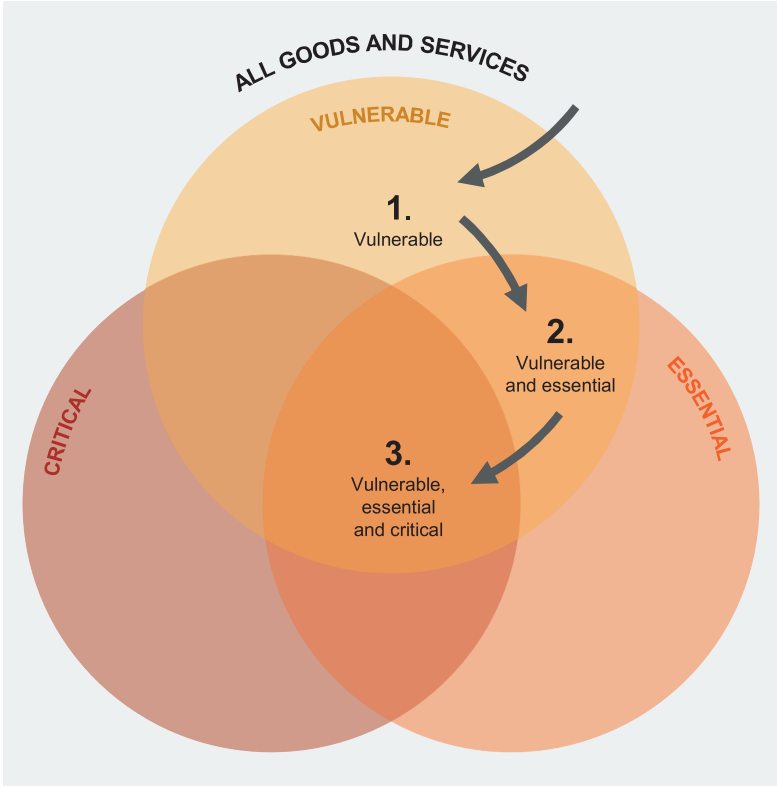 ALL GOODS AND SERVICES
VULNERABLE
1.
Vulnerable
2.
Vulnerable
and essential
CRITICAL
ESSENTIAL
3.
Vulnerable,
essential
and critical